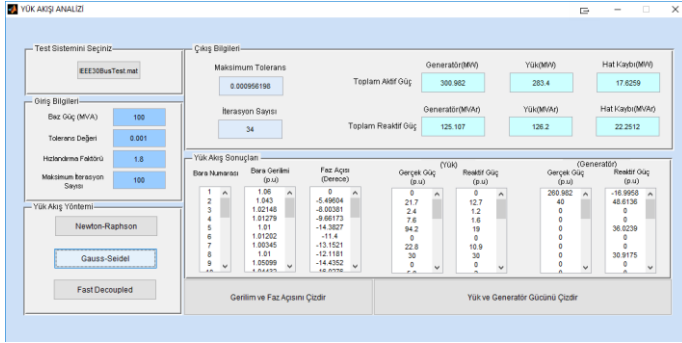 YÜK AKIŞI ANALİZİ
Test Sistemini Seçiniz
IEEE30BusTest.mat
Giriş Bilgileri
Baz Güç (MVA) 100
Tolerans Değeri 0.001
Hızlandırma Faktörü 1.8
Maksimum İterasyon Sayısı 100
Yük Akış Yöntemi
Newton-Raphson
Gauss-Seidel
Fast Decoupled
Çıkış Bilgileri
Maksimum Tolerans
0.000956198
İterasyon Sayısı
34
Generatör(MW) Yük(MW) Hat Kaybı(MW)
Toplam Aktif Güç 300.982 283.4 17.6259
Generatör(MVAr) Yük(MVAr) Hat Kaybı(MVAr)
Toplam Reaktif Güç 125.107 126.2 22.2512
Yük Akış Sonuçları
(Yük) (Generatör)
Bara Numarası Bara Gerilimi (p.u) Faz Açısı (Derece) Gerçek Güç (p.u) Reaktif Güç (p.u) Gerçek Güç (p.u) Reaktif Güç (p.u)
1 1.06 0 0 0 260.982 -16.9958
2 1.043 -5.49604 21.7 12.7 40 48.6136
3 1.02148 -8.00381 2.4 1.2 0 0
4 1.01279 -9.66173 7.6 1.6 0 0
5 1.01 -14.3827 94.2 19 0 36.0239
6 1.01202 -11.4 0 0 0 0
7 1.00345 -13.1521 22.8 10.9 0 0
8 1.01 -12.1181 30 30 0 30.9175
9 1.05099 -14.4352 0 0 0 0
Gerilim ve Faz Açısını Çizdir
Yük ve Generatör Gücünü Çizdir